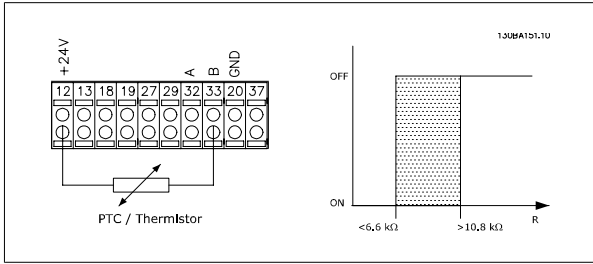 130BA151.10
+24V
A
B
GND
12 13 18 19 27 29 32 33 20 37
PTC / Thermistor
OFF
ON
R
<6.6 kΩ
>10.8 kΩ